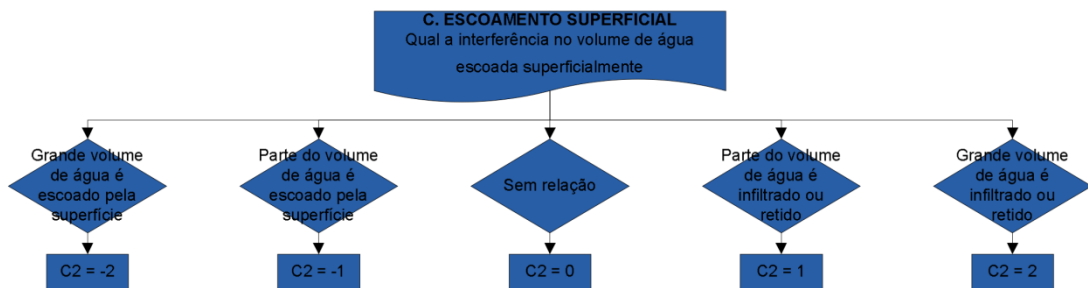 C. ESCOAMENTO SUPERFICIAL
Qual a interferência no volume de água
escoada superficialmente
Grande volume
de água é
escoado pela
superfície
Parte do volume
de água é
escoado pela
superfície
Sem relação
Parte do volume
de água é
infiltrado ou
retido
Grande volume
de água é
infiltrado ou
retido
C2 = -2
C2 = -1
C2 = 0
C2 = 1
C2 = 2